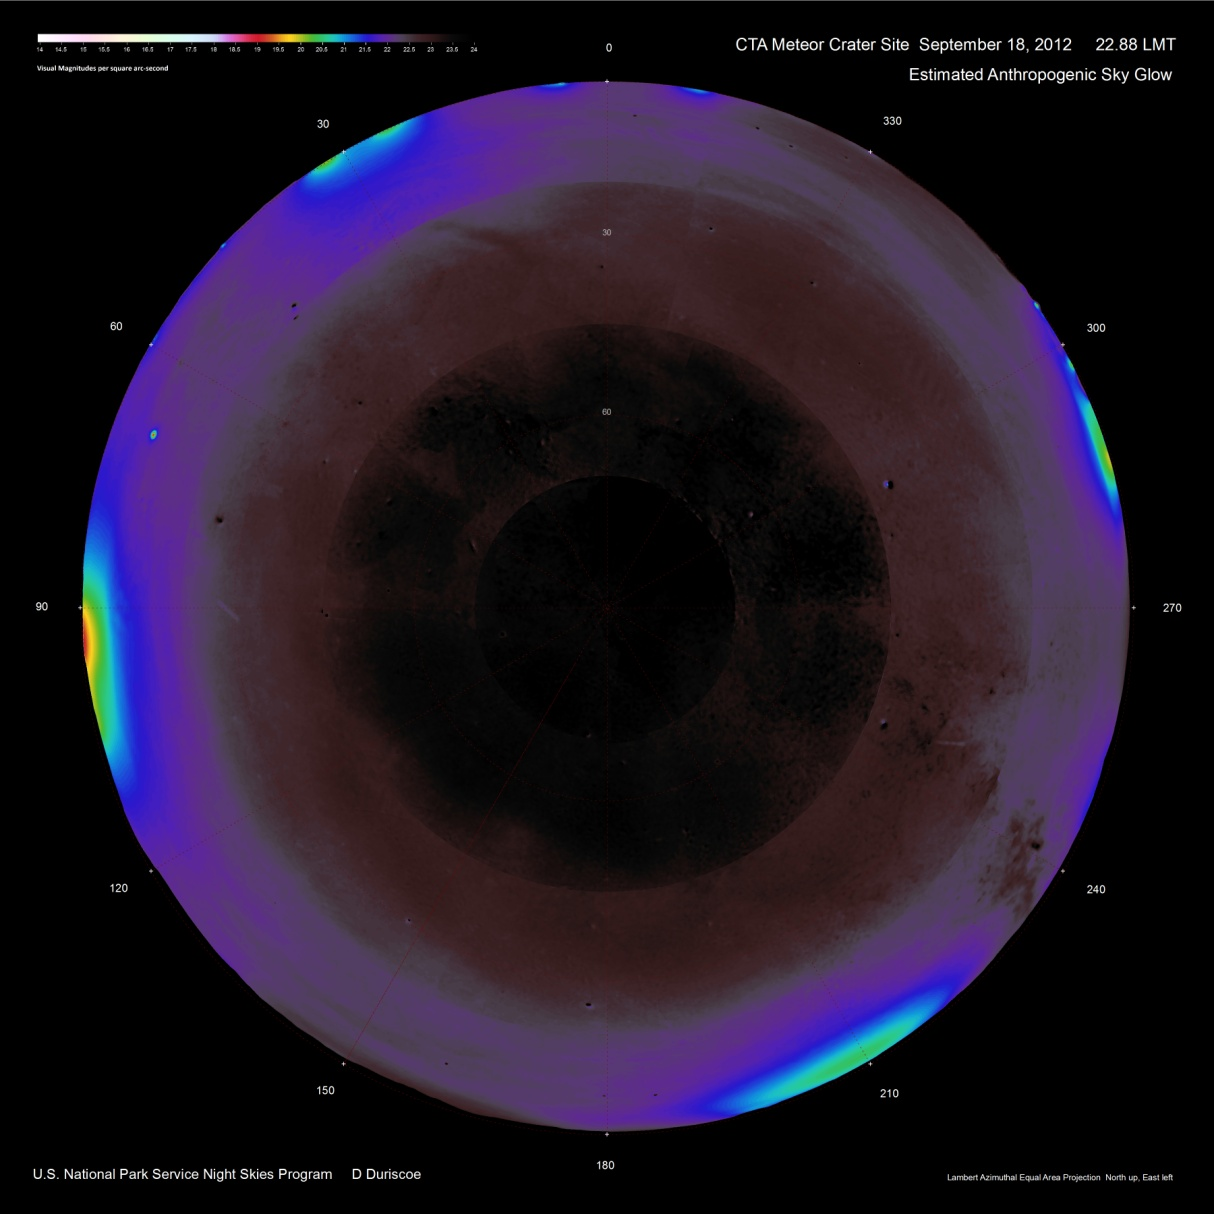 14 14.5 15 15.5 16 16.5 17 17.5 18 18.5 19 19.5 20 20.5 21 21.5 22 22.5 23 23.5 24
Visual Magnitudes per square arc-second
CTA Meteor Crater Site September 18, 2012 22.88 LMT
Estimated Anthropogenic Sky Glow
0
30
330
30
60
300
60
90
270
120
240
150
210
180
U.S. National Park Service Night Skies Program D Duriscoe
Lambert Azimuthal Equal Area Projection North up, East left